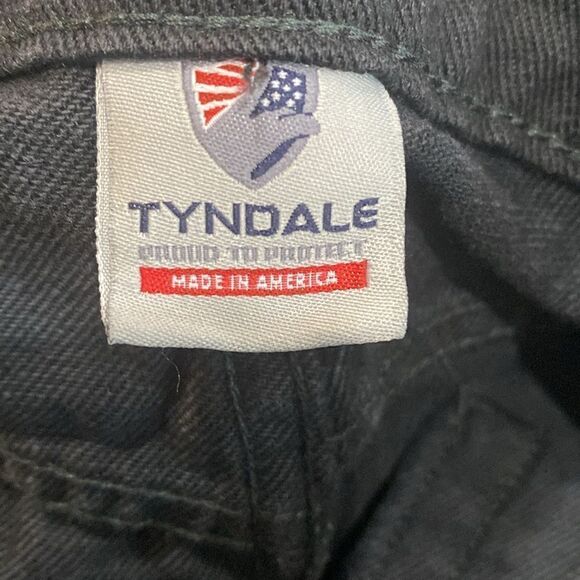 TYNDALE
PROUD TO PROTECT
MADE IN AMERICA